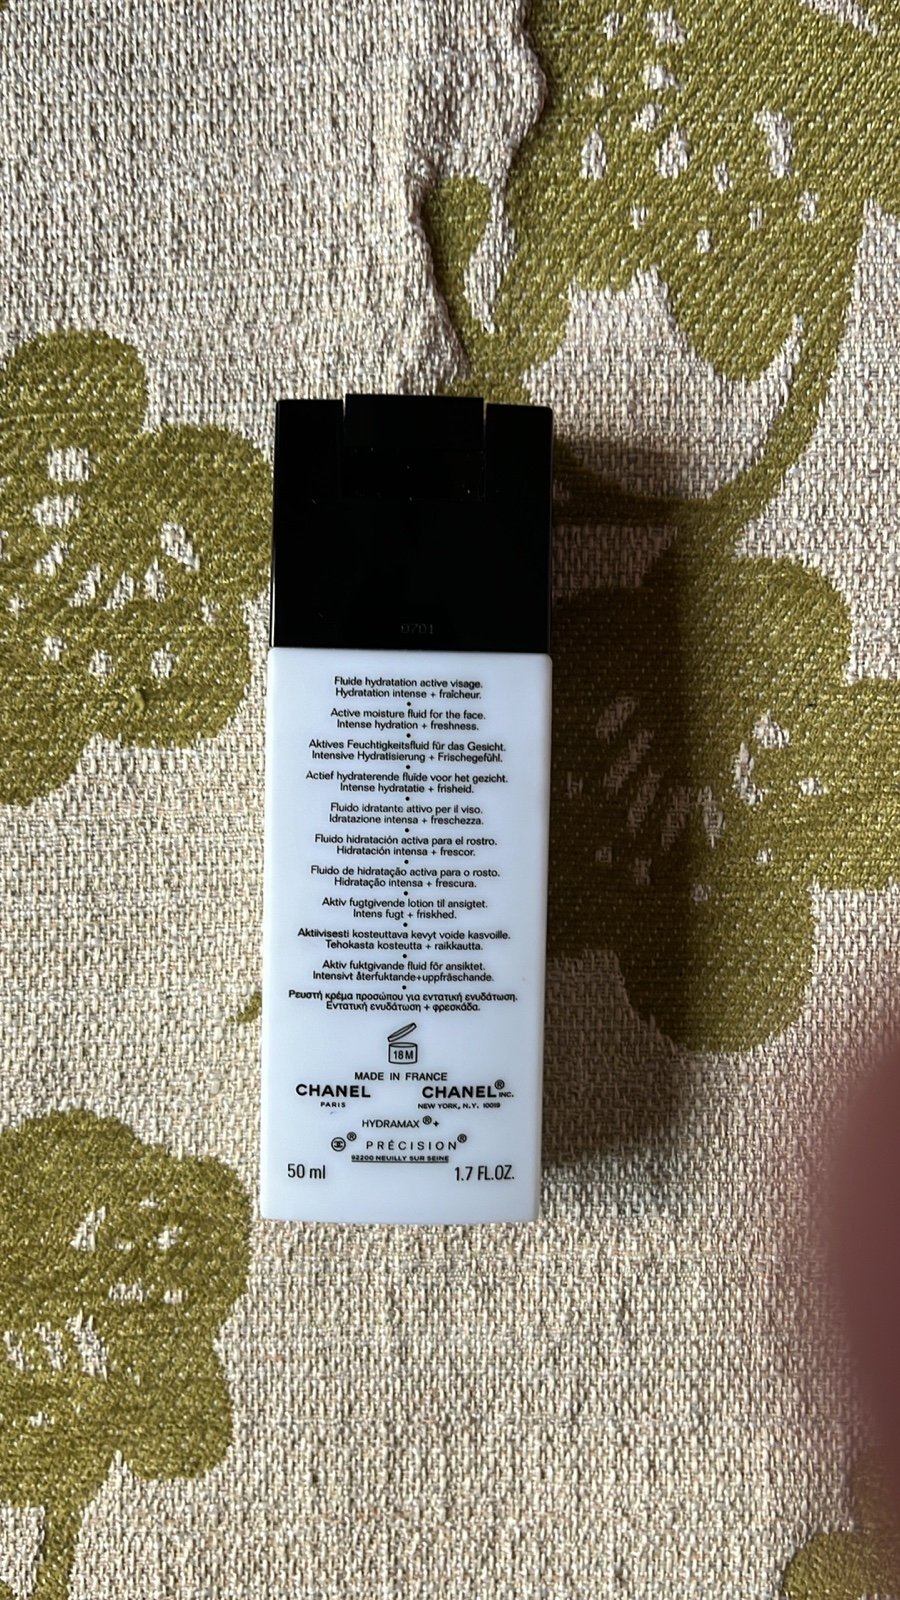 0701
Fluide hydratation active visage.
Hydratation intense + fraîcheur.
•
Active moisture fluid for the face.
Intense hydration + freshness.
•
Aktives Feuchtigkeitsfluid für das Gesicht.
Intensive Hydratisierung + Frischegefühl.
•
Actief hydraterende fluïde voor het gezicht.
Intense hydratatie + frisheid.
•
Fluido idratante attivo per il viso.
Idratazione intensa + freschezza.
•
Fluido hidratación activa para el rostro.
Hidratación intensa + frescor.
•
Fluido de hidratação activa para o rosto.
Hidratação intensa + frescura.
•
Aktiv fugtgivende lotion til ansigtet.
Intens fugt + friskhed.
•
Aktiivisesti kosteuttava kevyt voide kasvoille.
Tehokasta kosteutta + raikkautta.
•
Aktiv fuktgivande fluid för ansiktet.
Intensivt återfuktande+uppfräschande.
•
Ρευστή κρέμα προσώπου για εντατική ενυδάτωση.
Εντατική ενυδάτωση + φρεσκάδα.
18M
MADE IN FRANCE
CHANEL CHANEL® INC.
PARIS NEW YORK, N.Y. 10019
HYDRAMAX®+
® PRÉCISION®
92200 NEUILLY SUR SEINE
50 ml 1.7 FL.OZ.